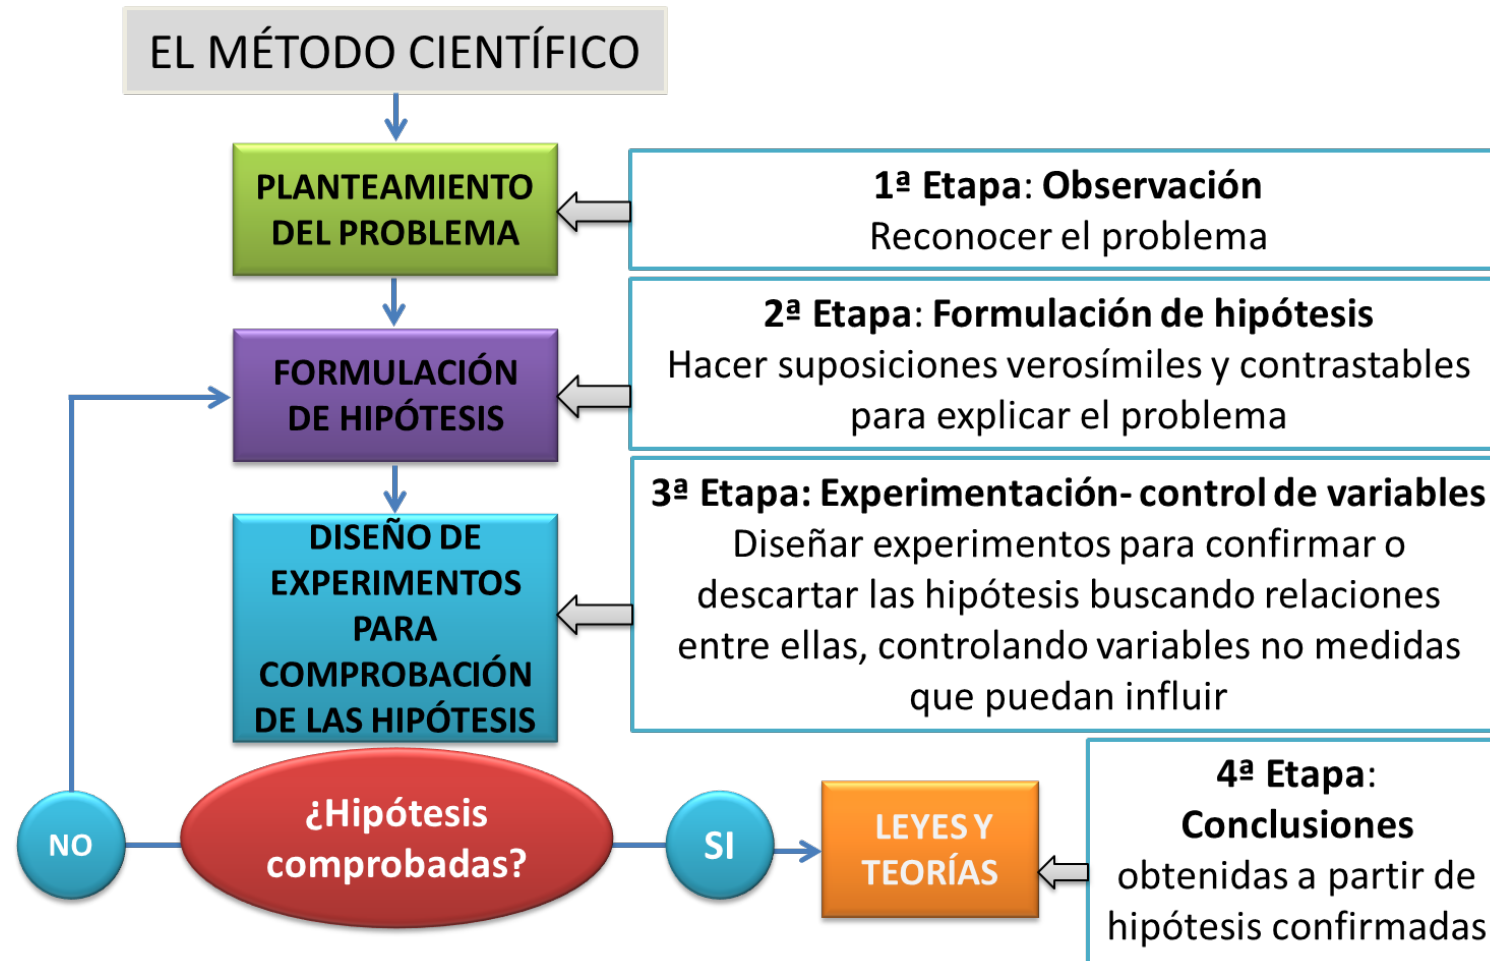 EL MÉTODO CIENTÍFICO
PLANTEAMIENTO
DEL PROBLEMA
1ª Etapa: Observación
Reconocer el problema
FORMULACIÓN
DE HIPÓTESIS
2ª Etapa: Formulación de hipótesis
Hacer suposiciones verosímiles y contrastables
para explicar el problema
DISEÑO DE
EXPERIMENTOS
PARA
COMPROBACIÓN
DE LAS HIPÓTESIS
3ª Etapa: Experimentación- control de variables
Diseñar experimentos para confirmar o
descartar las hipótesis buscando relaciones
entre ellas, controlando variables no medidas
que puedan influir
NO
¿Hipótesis
comprobadas?
SI
LEYES Y
TEORÍAS
4ª Etapa:
Conclusiones
obtenidas a partir de
hipótesis confirmadas